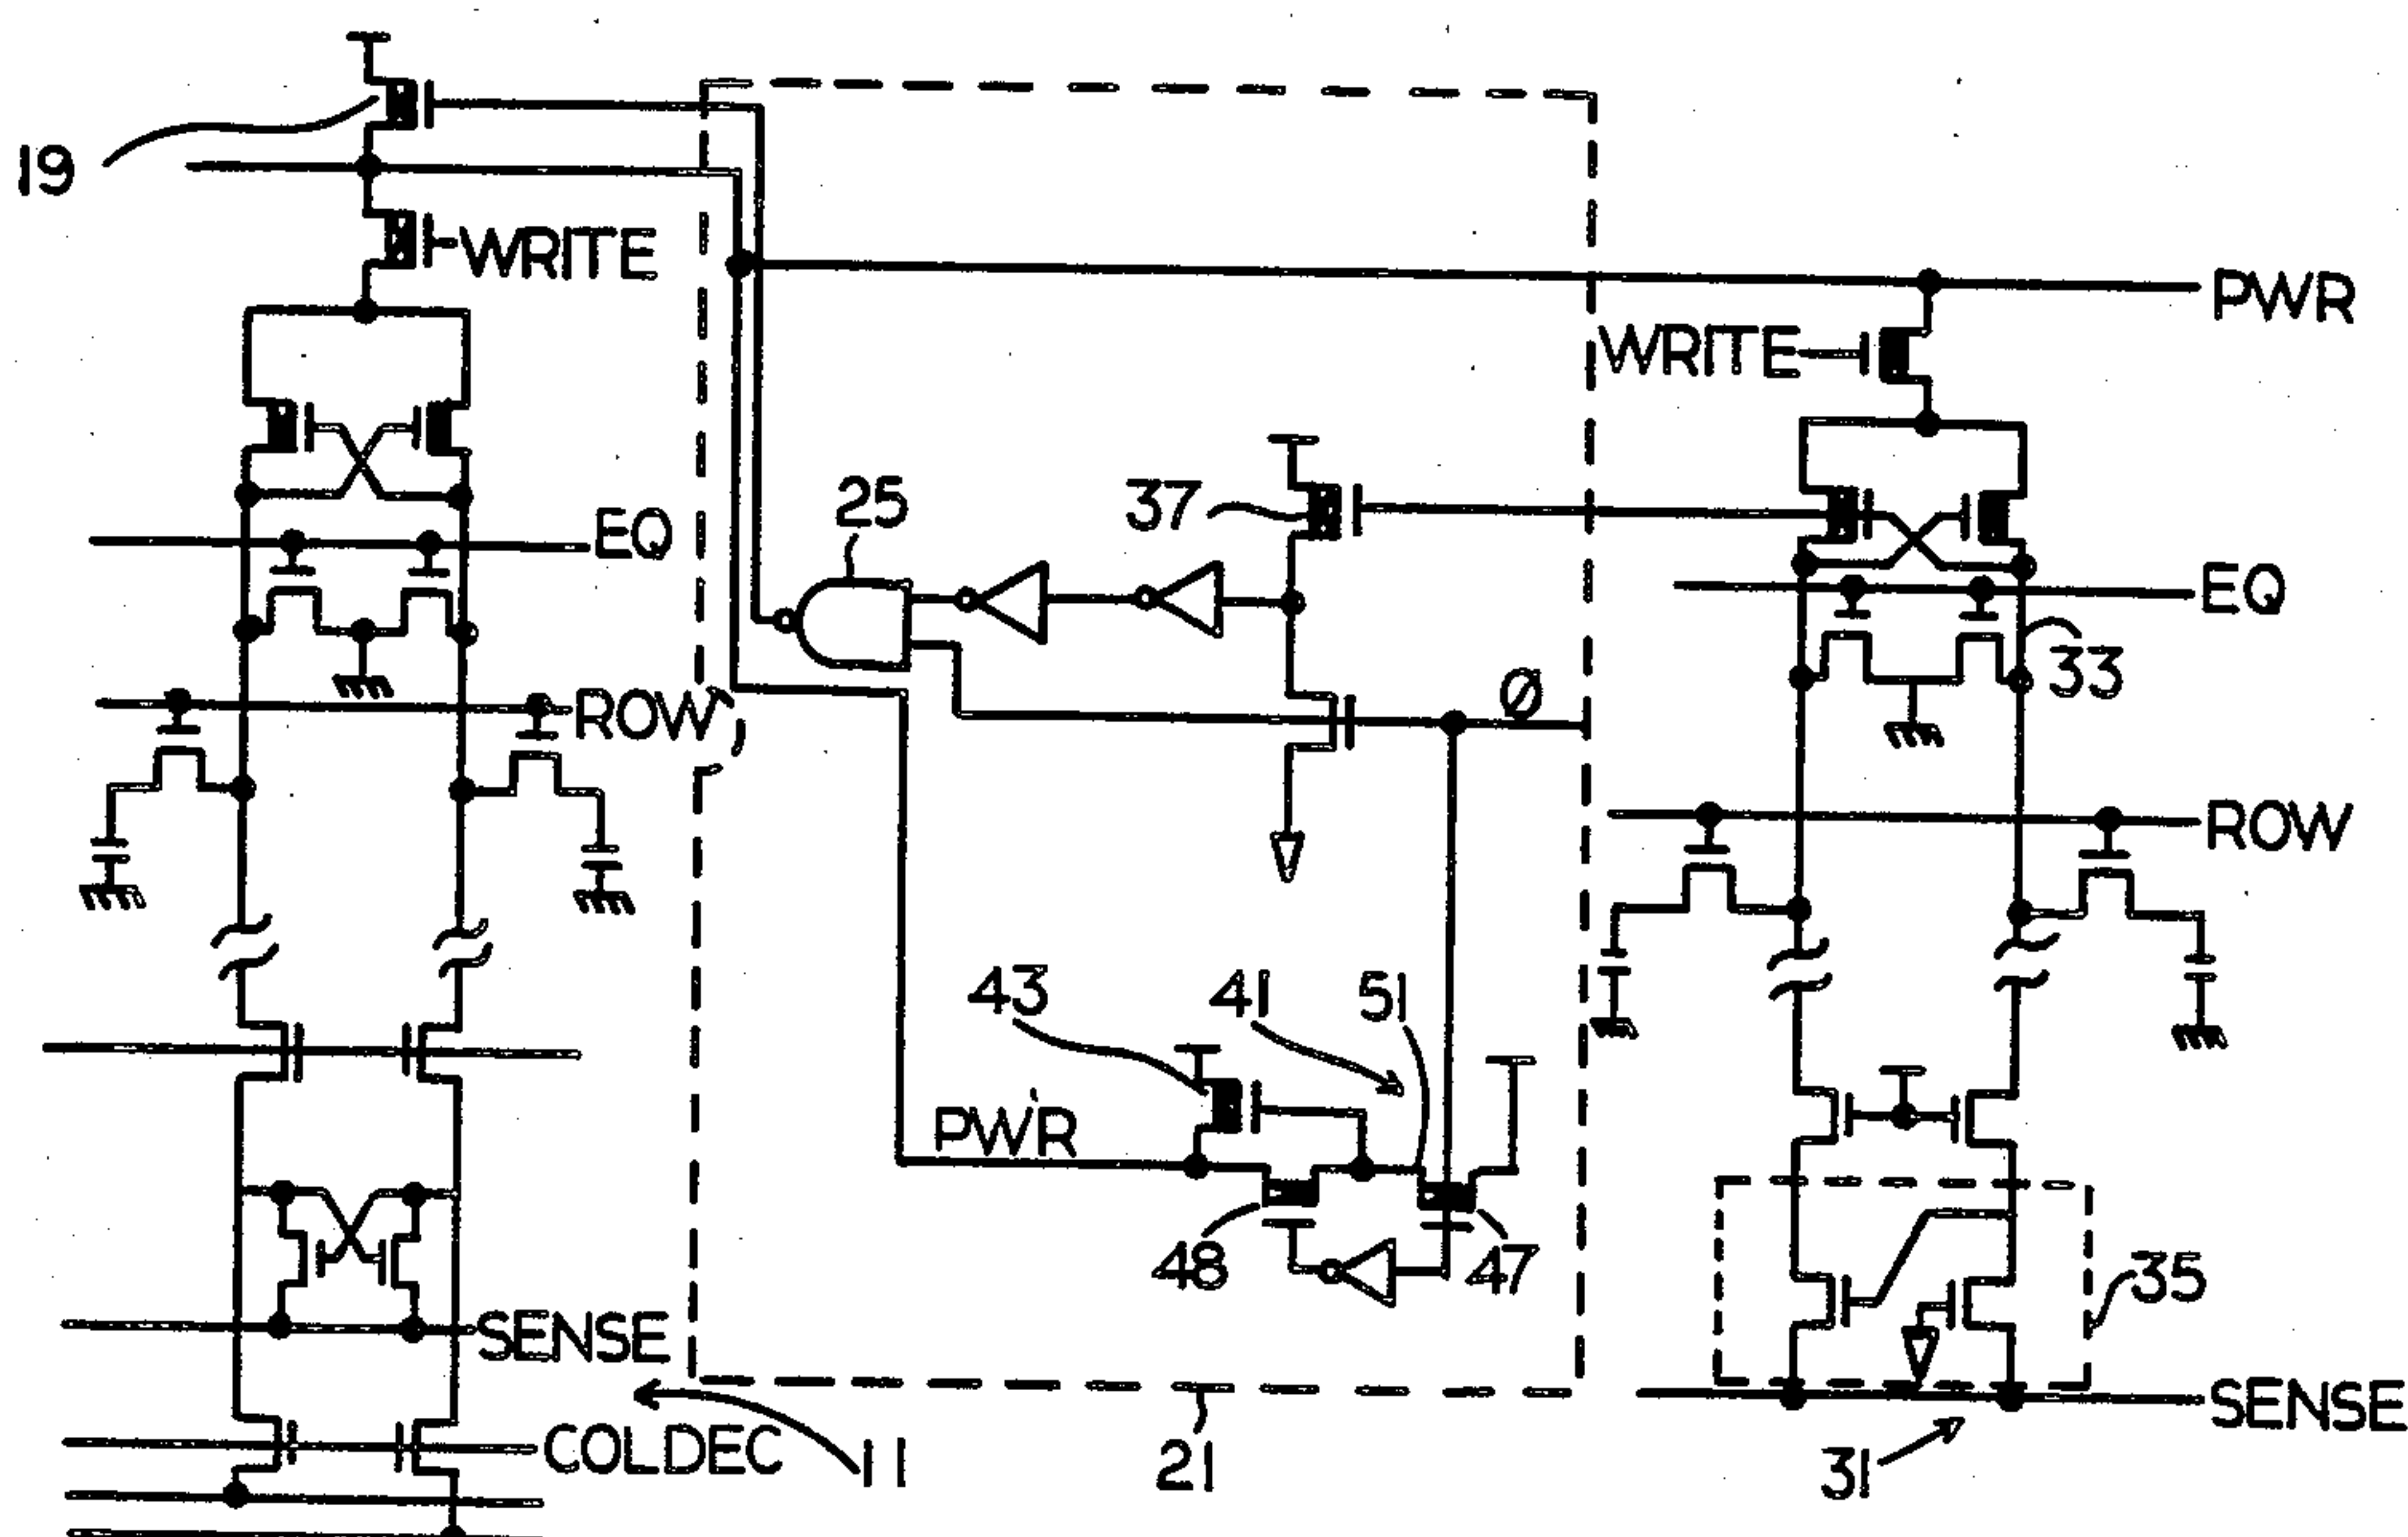 19
WRITE
PWR
WRITE
25
37
EQ
EQ
33
Ø
ROW
ROW
43
41
51
PWR
48
47
35
SENSE
SENSE
COLDEC
11
21
31